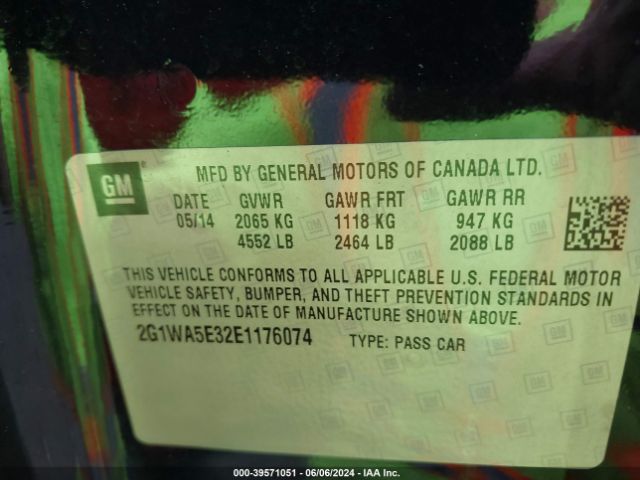 GM ® MFD BY GENERAL MOTORS OF CANADA LTD.
DATE GVWR GAWR FRT GAWR RR
05/14 2065 KG 1118 KG 947 KG
4552 LB 2464 LB 2088 LB
THIS VEHICLE CONFORMS TO ALL APPLICABLE U.S. FEDERAL MOTOR
VEHICLE SAFETY, BUMPER, AND THEFT PREVENTION STANDARDS IN
EFFECT ON THE DATE OF MANUFACTURE SHOWN ABOVE.
2G1WA5E32E1176074 TYPE: PASS CAR
000-39571051 - 06/06/2024 - IAA Inc.